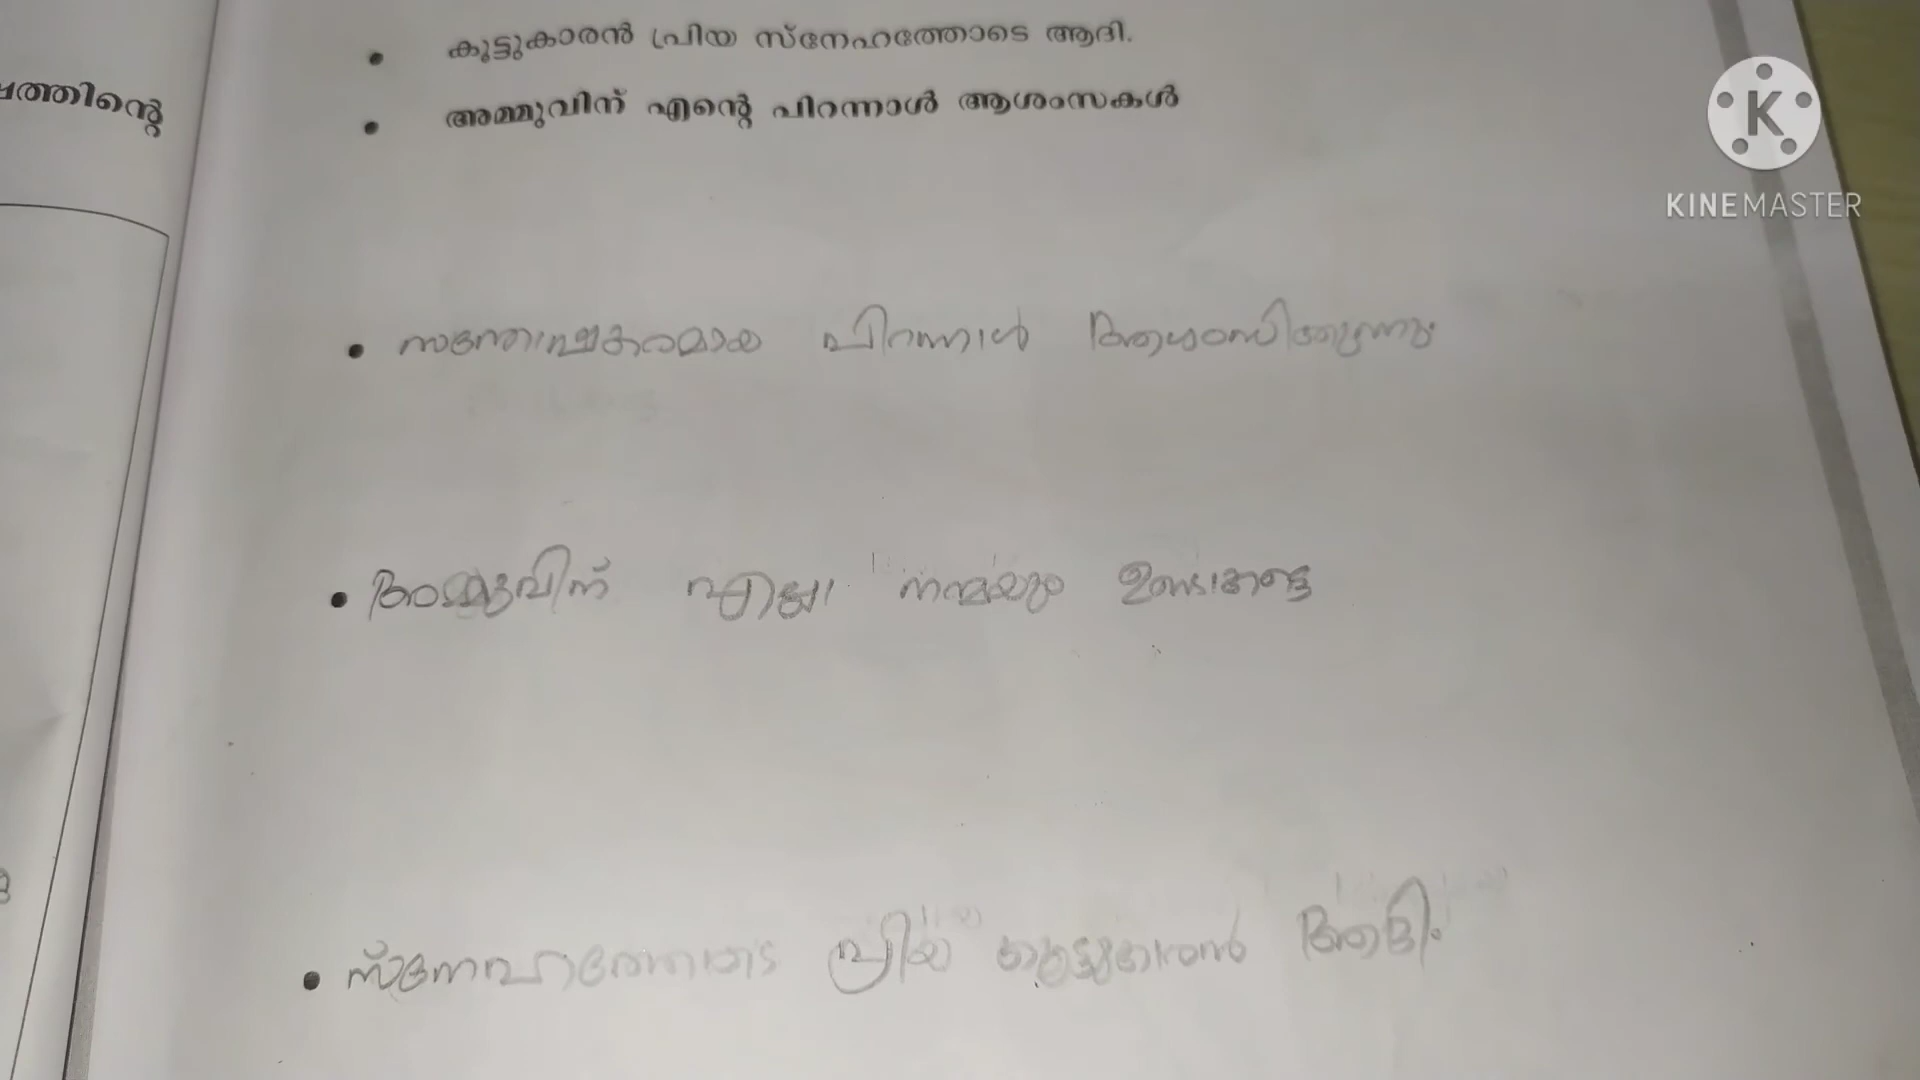 കൂട്ടുകാരൻ പ്രിയ സ്നേഹത്തോടെ ആദി.
അമ്മുവിന് എന്റെ പിറന്നാൾ ആശംസകൾ
ത്തിന്റെ
KINEMASTER
സന്തോഷകരമായ പിറന്നാൾ ആശംസിക്കുന്നു
അമ്മുവിന് എല്ലാ നന്മയും ഉണ്ടാകട്ടെ
സ്നേഹത്തോടെ പ്രിയ കൂട്ടുകാരൻ ആദി.